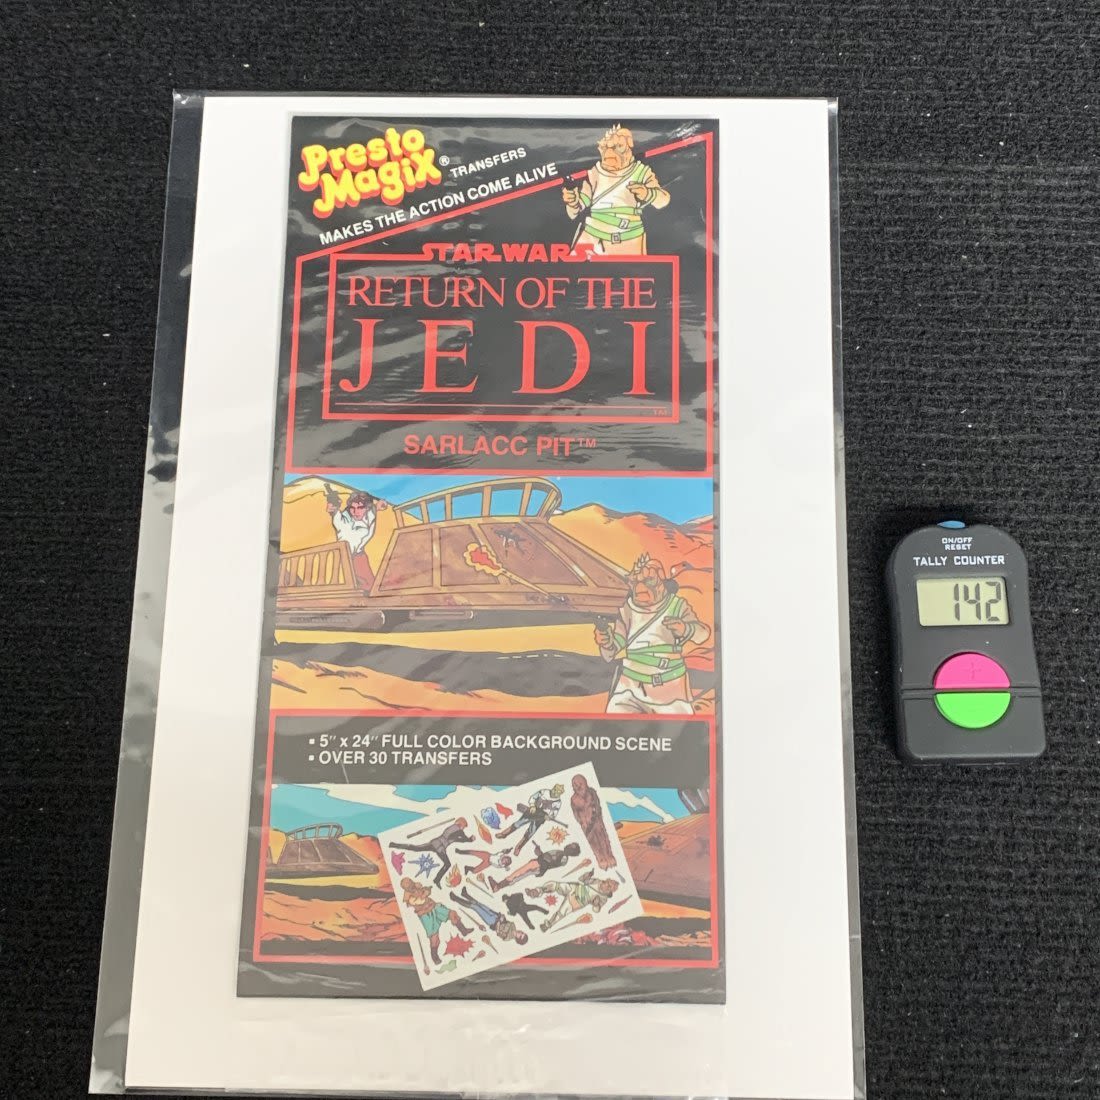 Presto
MagiX® TRANSFERS
MAKES THE ACTION COME ALIVE
STAR WARS
RETURN OF THE
JEDI
TM
SARLACC PIT™
▪ 5" x 24" FULL COLOR BACKGROUND SCENE
▪ OVER 30 TRANSFERS
ON/OFF
RESET
TALLY COUNTER
142
+